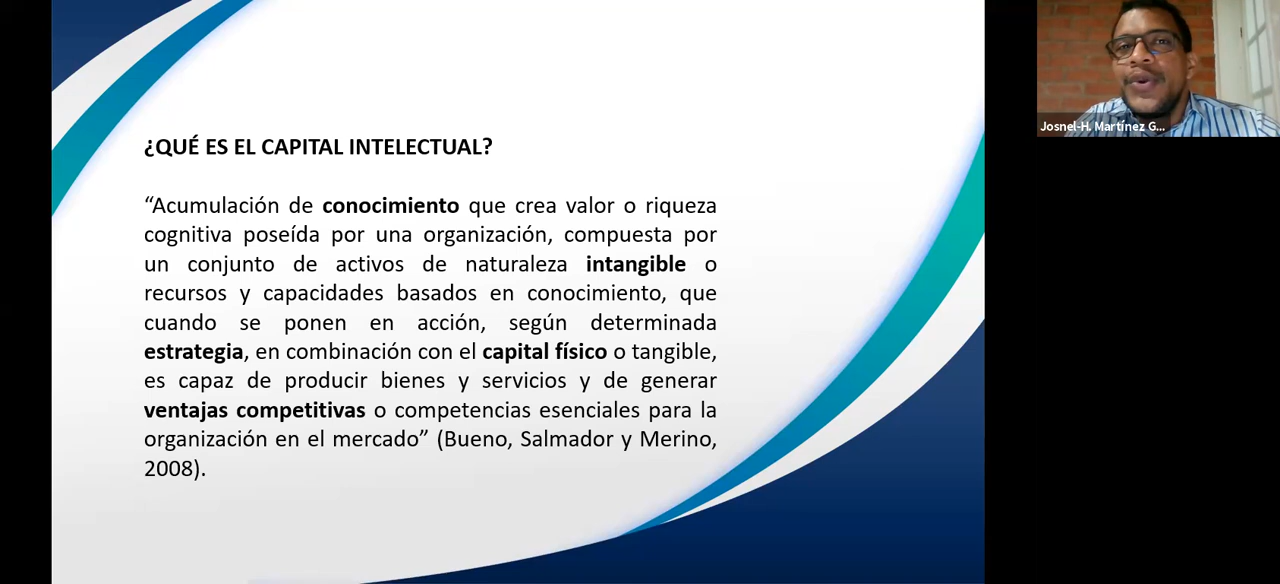 ¿QUÉ ES EL CAPITAL INTELECTUAL?
“Acumulación de conocimiento que crea valor o riqueza
cognitiva poseída por una organización, compuesta por
un conjunto de activos de naturaleza intangible o
recursos y capacidades basados en conocimiento, que
cuando se ponen en acción, según determinada
estrategia, en combinación con el capital físico o tangible,
es capaz de producir bienes y servicios y de generar
ventajas competitivas o competencias esenciales para la
organización en el mercado” (Bueno, Salmador y Merino,
2008).
Josnel-H. Martínez G...